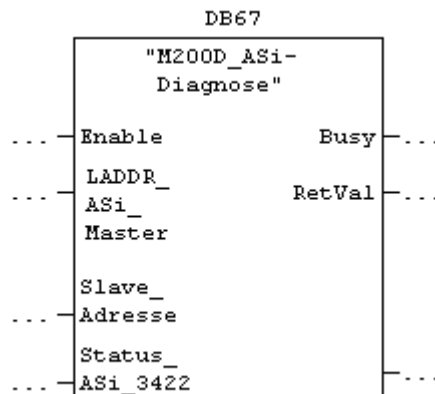 DB67
"M200D_ASi-
Diagnose"
... Enable Busy ...
... LADDR_ RetVal ...
ASi_
Master
Slave_
... Adresse
Status_
... ASi_3422 ...